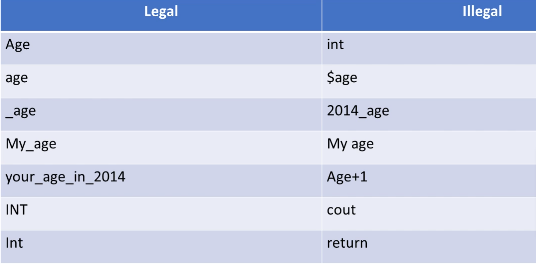 Legal Illegal
Age int
age $age
_age 2014_age
My_age My age
your_age_in_2014 Age+1
INT cout
Int return